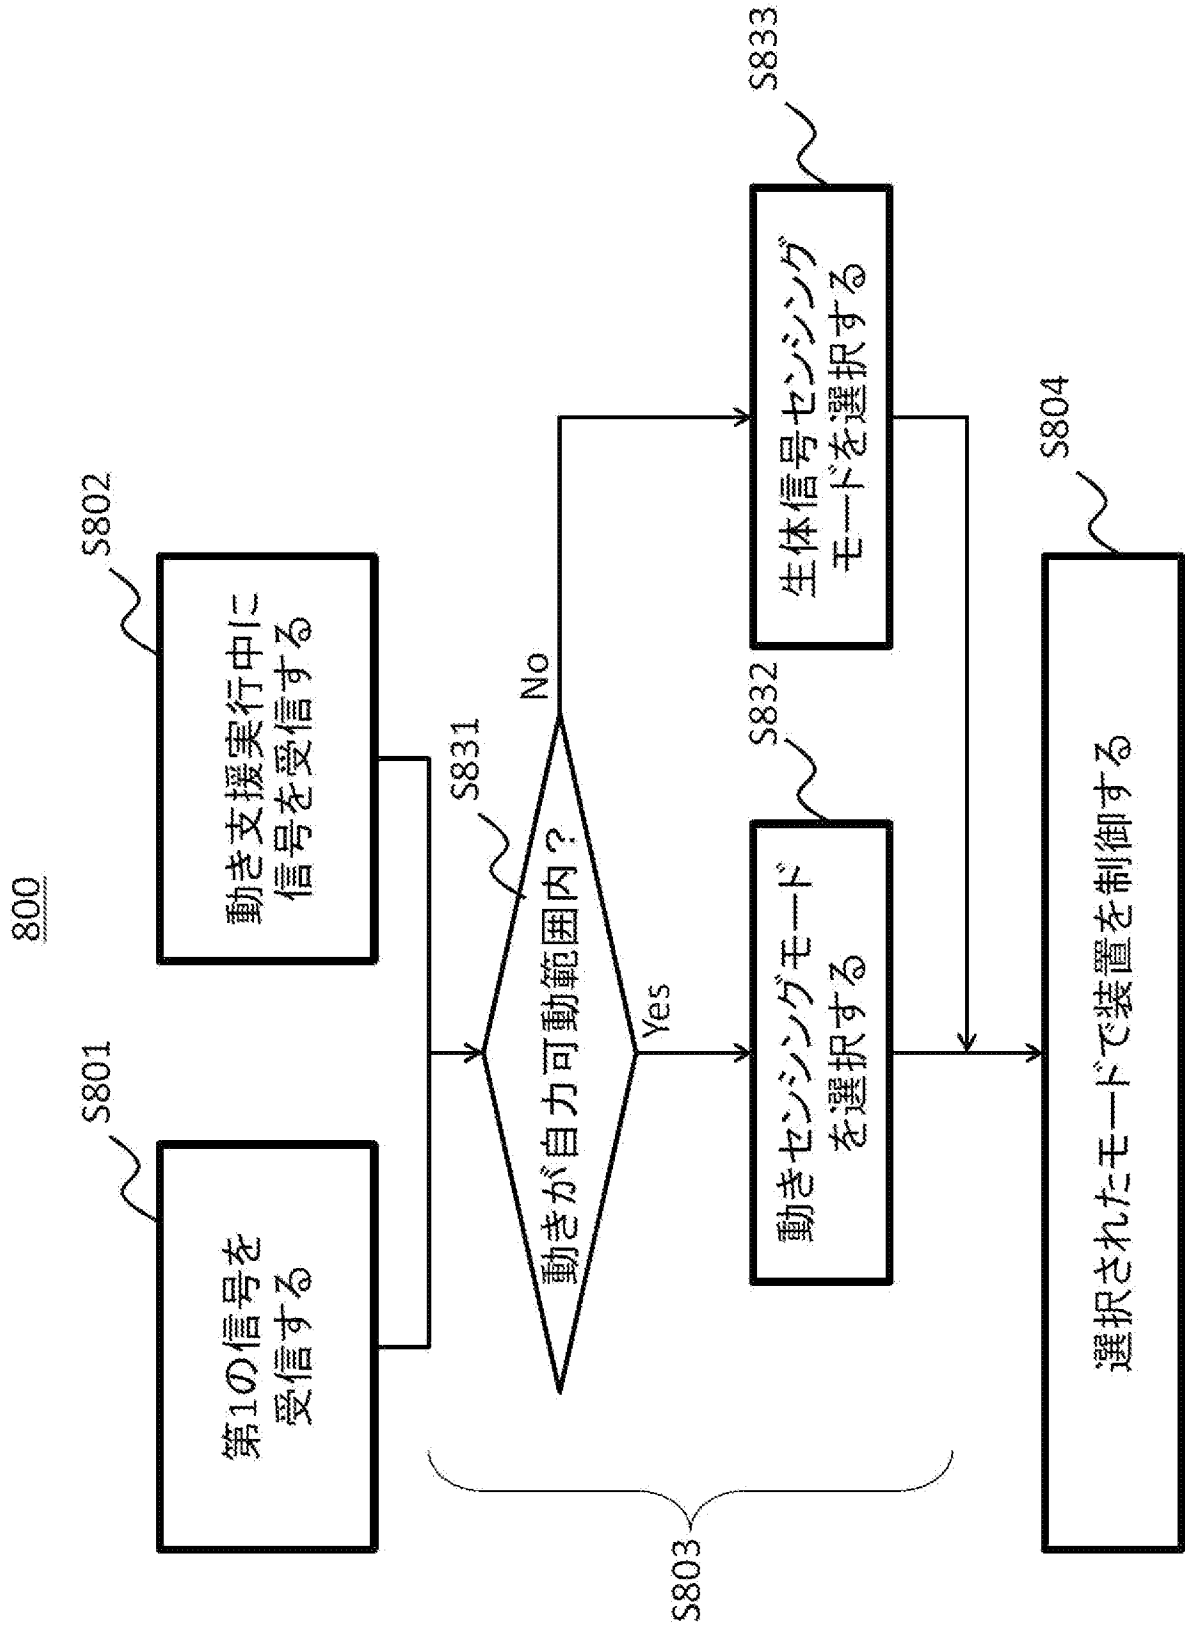 800
S801
第1の信号を
受信する
S802
動き支援実行中に
信号を受信する
S803
S831
動きが自力可動範囲内？
No
Yes
S832
動きセンシングモード
を選択する
S833
生体信号センシング
モードを選択する
S804
選択されたモードで装置を制御する